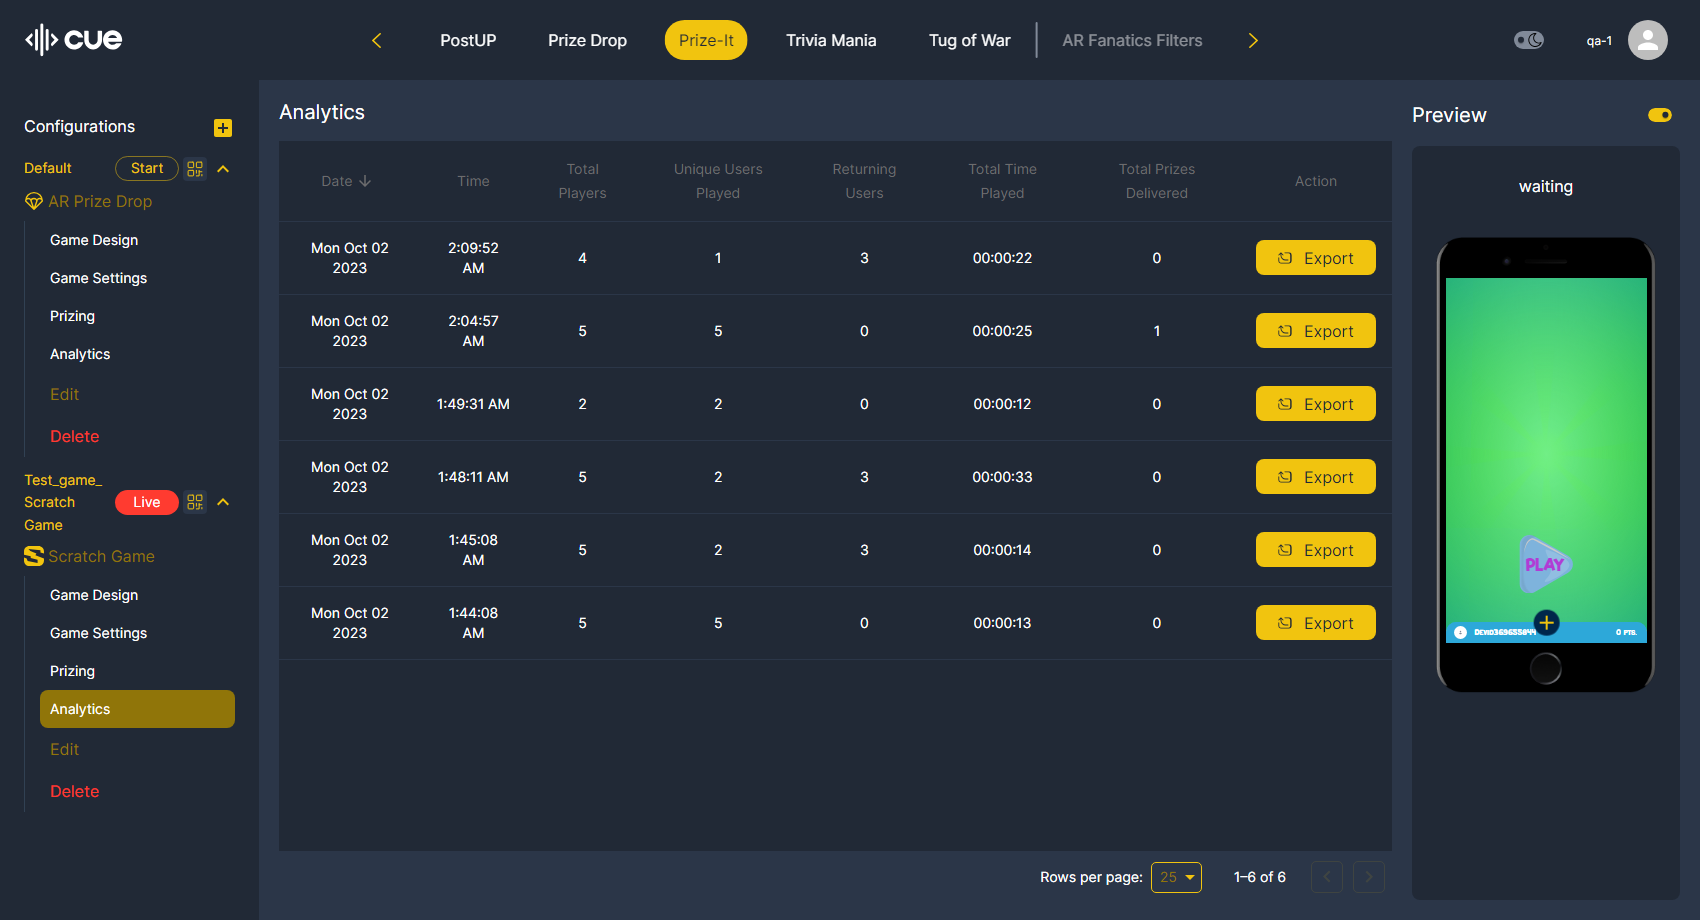 cue
PostUP
Prize Drop
Prize-It
Trivia Mania
Tug of War
AR Fanatics Filters
qa-1
Configurations
Default
Start
AR Prize Drop
Game Design
Game Settings
Prizing
Analytics
Edit
Delete
Test_game_
Scratch
Game
Live
Scratch Game
Game Design
Game Settings
Prizing
Analytics
Edit
Delete
Analytics
Date
Time
Total
Players
Unique Users
Played
Returning
Users
Total Time
Played
Total Prizes
Delivered
Action
Mon Oct 02
2023
2:09:52
AM
4
1
3
00:00:22
0
Export
Mon Oct 02
2023
2:04:57
AM
5
5
0
00:00:25
1
Export
Mon Oct 02
2023
1:49:31 AM
2
2
0
00:00:12
0
Export
Mon Oct 02
2023
1:48:11 AM
5
2
3
00:00:33
0
Export
Mon Oct 02
2023
1:45:08
AM
5
2
3
00:00:14
0
Export
Mon Oct 02
2023
1:44:08
AM
5
5
0
00:00:13
0
Export
Rows per page:
25
1–6 of 6
Preview
waiting
PLAY
0 PTS.